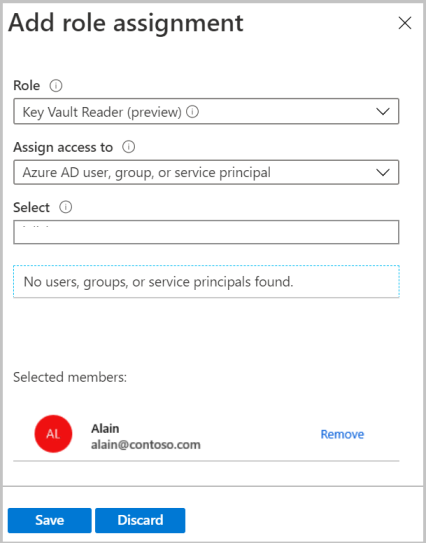 Add role assignment
Role
Key Vault Reader (preview)
Assign access to
Azure AD user, group, or service principal
Select
No users, groups, or service principals found.
Selected members:
AL
Alain
Remove
alain@contoso.com
Save
Discard